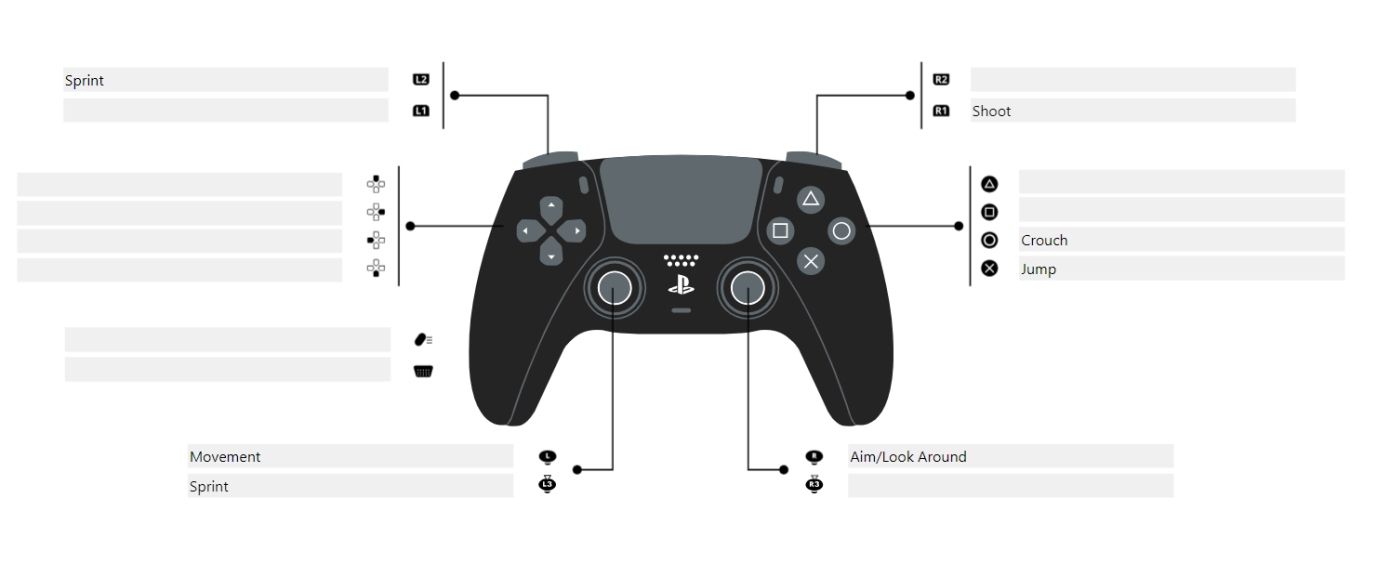 Sprint L2
L1
R2
R1 Shoot
Crouch
Jump
Movement L
Sprint L3
R Aim/Look Around
R3